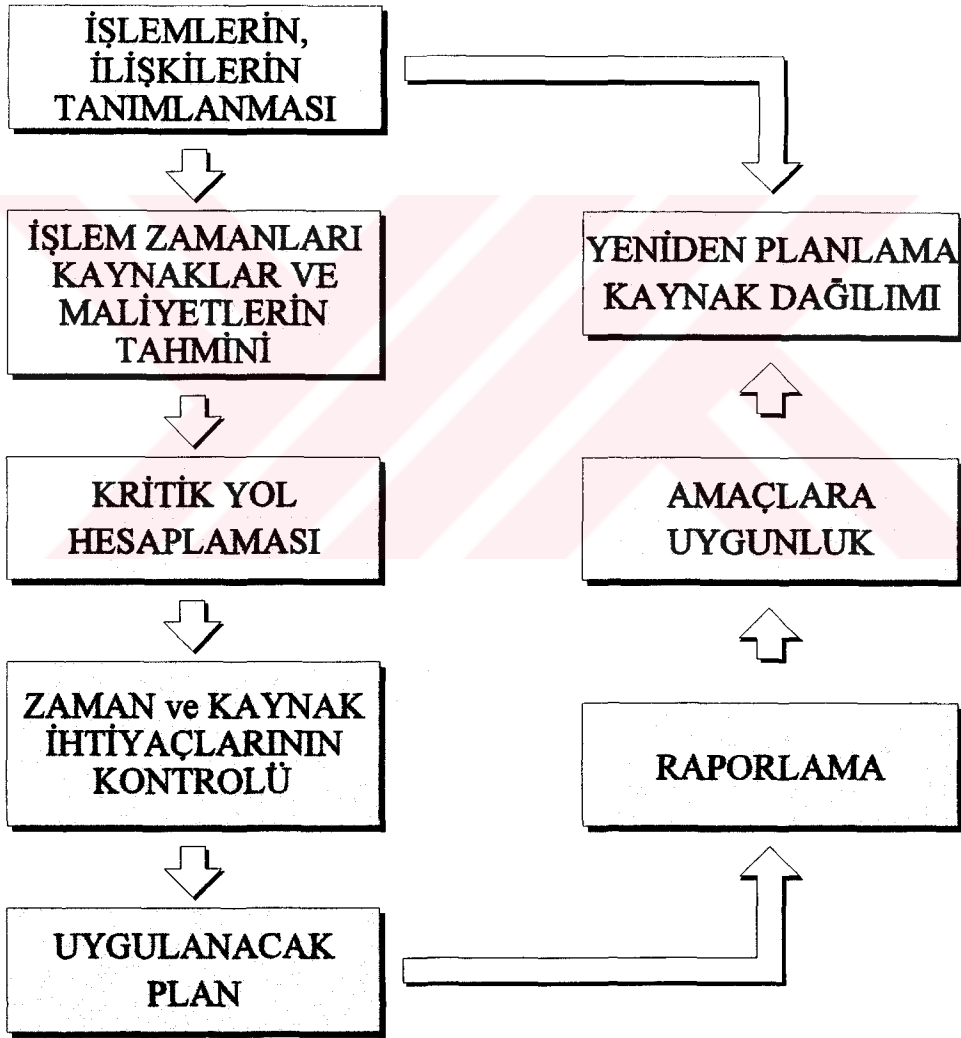 İŞLEMLERİN,
İLİŞKİLERİN
TANIMLANMASI
İŞLEM ZAMANLARI
KAYNAKLAR VE
MALİYETLERİN
TAHMİNİ
KRİTİK YOL
HESAPLAMASI
ZAMAN ve KAYNAK
İHTİYAÇLARININ
KONTROLÜ
UYGULANACAK
PLAN
YENİDEN PLANLAMA
KAYNAK DAĞILIMI
AMAÇLARA
UYGUNLUK
RAPORLAMA